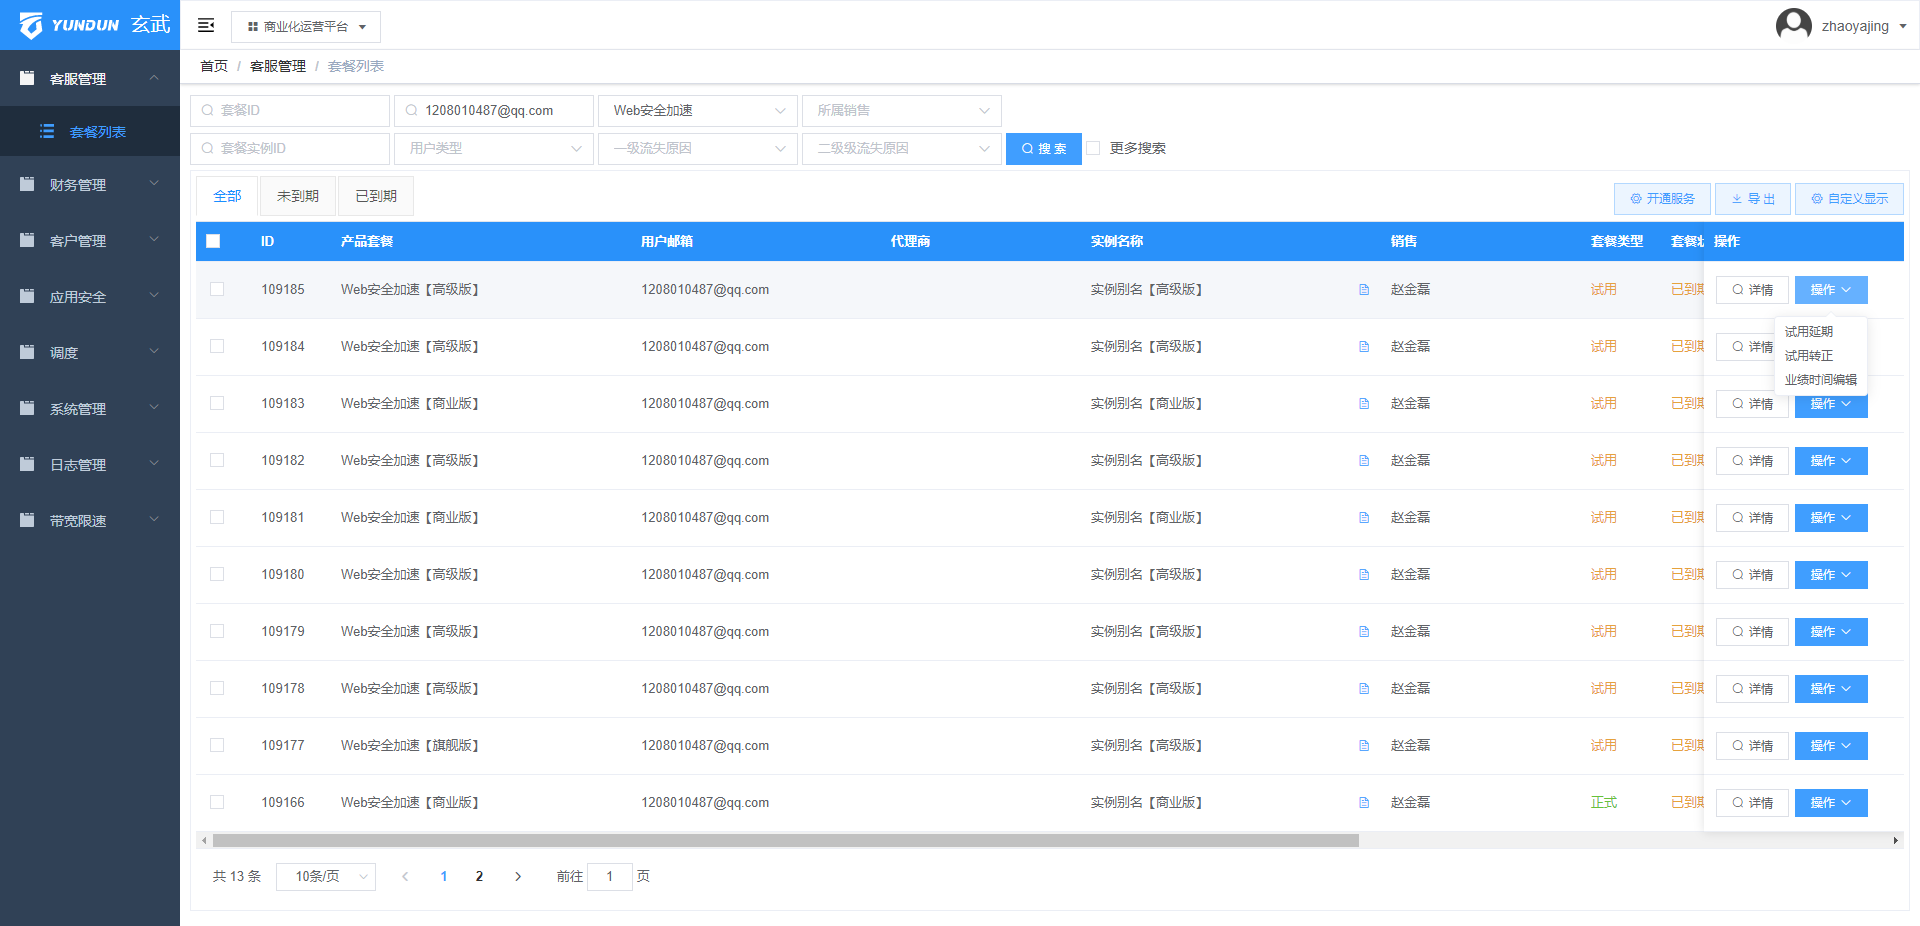 YUNDUN 玄武
商业化运营平台
zhaoyajing
客服管理
套餐列表
财务管理
客户管理
应用安全
调度
系统管理
日志管理
带宽限速
首页 / 客服管理 / 套餐列表
套餐ID
1208010487@qq.com
Web安全加速
所属销售
套餐实例ID
用户类型
一级流失原因
二级级流失原因
搜 索
更多搜索
全部
未到期
已到期
开通服务
导 出
自定义显示
ID 产品套餐 用户邮箱 代理商 实例名称 销售 套餐类型 套餐 操作
109185 Web安全加速【高级版】 1208010487@qq.com 实例别名【高级版】 赵金磊 试用 已到 详情 操作
试用延期
试用转正
业绩时间编辑
109184 Web安全加速【高级版】 1208010487@qq.com 实例别名【高级版】 赵金磊 试用 已到 详情
109183 Web安全加速【商业版】 1208010487@qq.com 实例别名【商业版】 赵金磊 试用 已到 详情 操作
109182 Web安全加速【高级版】 1208010487@qq.com 实例别名【高级版】 赵金磊 试用 已到 详情 操作
109181 Web安全加速【商业版】 1208010487@qq.com 实例别名【商业版】 赵金磊 试用 已到 详情 操作
109180 Web安全加速【高级版】 1208010487@qq.com 实例别名【高级版】 赵金磊 试用 已到 详情 操作
109179 Web安全加速【高级版】 1208010487@qq.com 实例别名【高级版】 赵金磊 试用 已到 详情 操作
109178 Web安全加速【高级版】 1208010487@qq.com 实例别名【高级版】 赵金磊 试用 已到 详情 操作
109177 Web安全加速【旗舰版】 1208010487@qq.com 实例别名【高级版】 赵金磊 试用 已到 详情 操作
109166 Web安全加速【商业版】 1208010487@qq.com 实例别名【商业版】 赵金磊 正式 已到 详情 操作
共 13 条 10条/页 1 2 前往 1 页